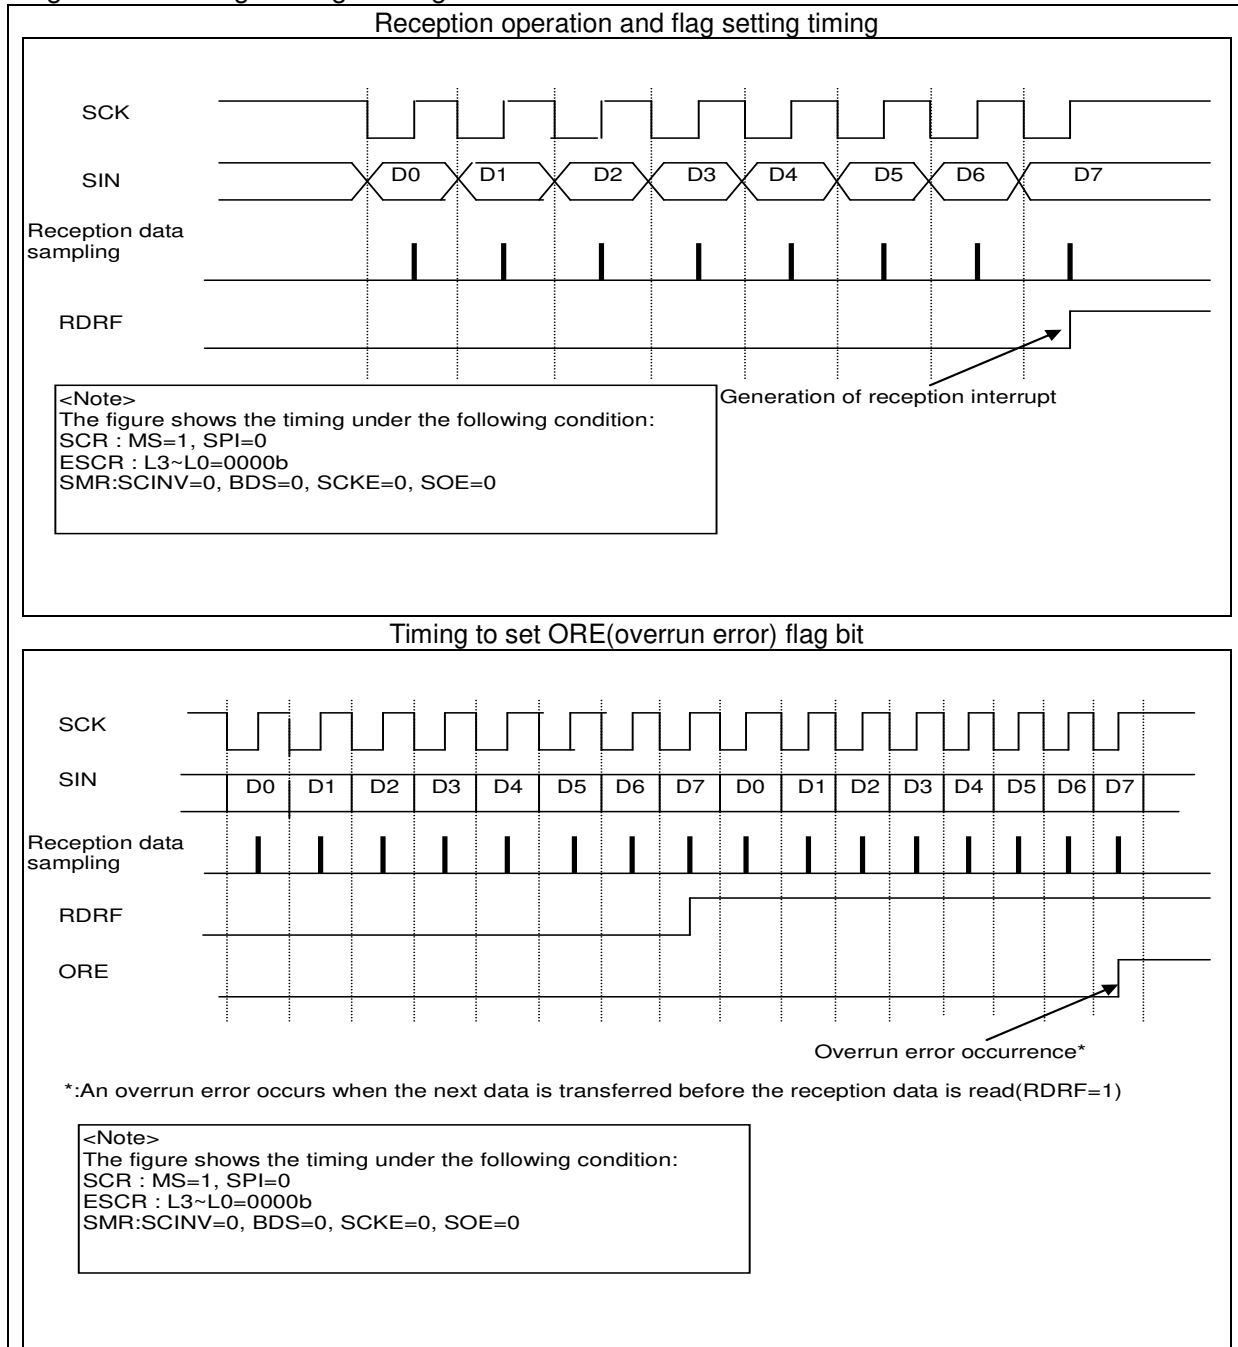 Reception operation and flag setting timing
SCK
SIN
D0 D1 D2 D3 D4 D5 D6 D7
Reception data
sampling
RDRF
Generation of reception interrupt
<Note>
The figure shows the timing under the following condition:
SCR : MS=1, SPI=0
ESCR : L3~L0=0000b
SMR:SCINV=0, BDS=0, SCKE=0, SOE=0
Timing to set ORE(overrun error) flag bit
SCK
SIN
D0 D1 D2 D3 D4 D5 D6 D7 D0 D1 D2 D3 D4 D5 D6 D7
Reception data
sampling
RDRF
ORE
Overrun error occurrence*
*:An overrun error occurs when the next data is transferred before the reception data is read(RDRF=1)
<Note>
The figure shows the timing under the following condition:
SCR : MS=1, SPI=0
ESCR : L3~L0=0000b
SMR:SCINV=0, BDS=0, SCKE=0, SOE=0